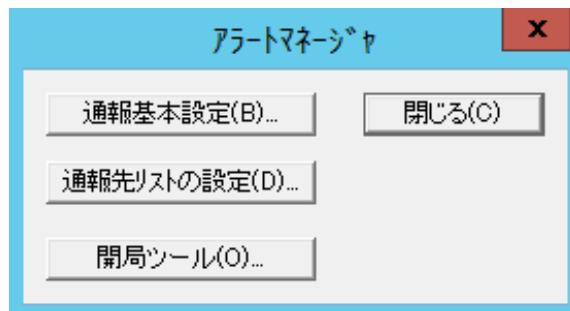 アラートマネージャ
x
通報基本設定(B)...
閉じる(C)
通報先リストの設定(D)...
開局ツール(O)...